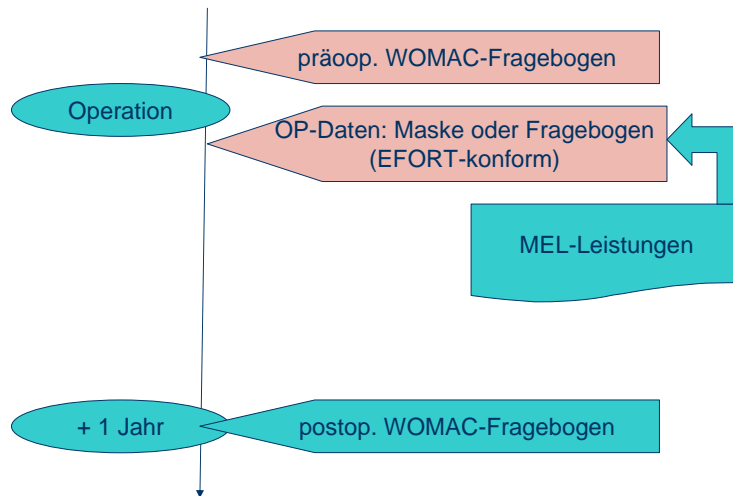 präoop. WOMAC-Fragebogen
Operation
OP-Daten: Maske oder Fragebogen
(EFORT-konform)
MEL-Leistungen
+ 1 Jahr
postop. WOMAC-Fragebogen